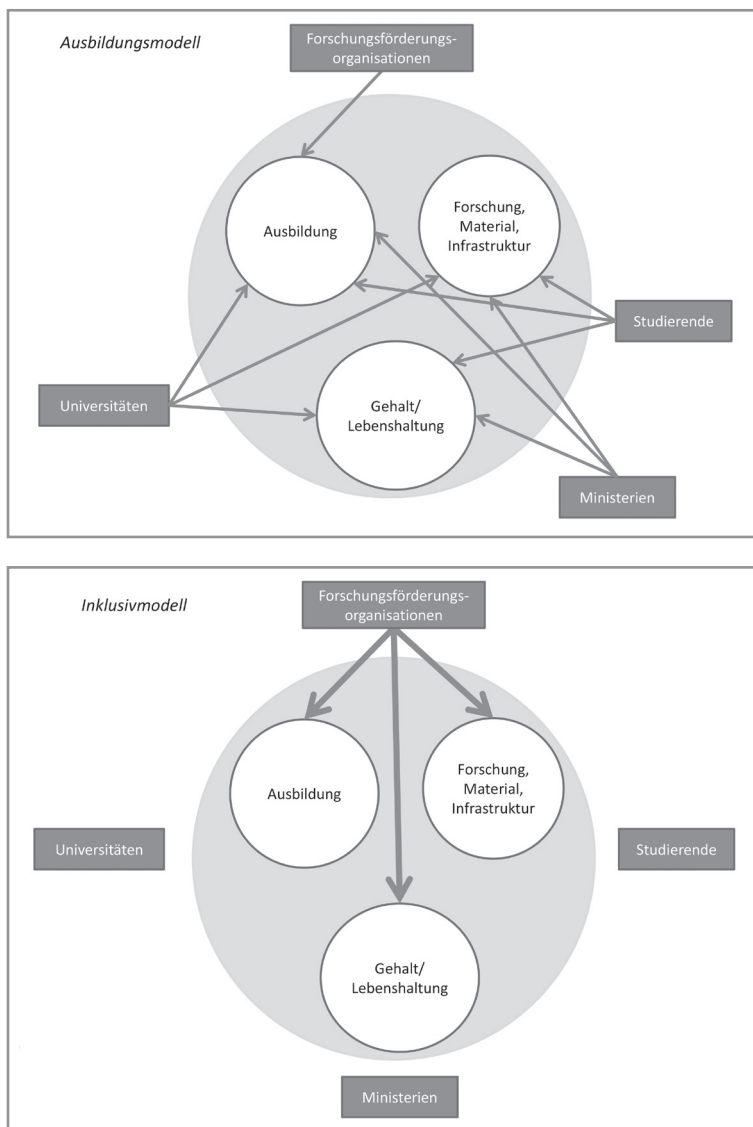 Ausbildungsmodell
Forschungsförderungs-
organisationen
Ausbildung
Forschung,
Material,
Infrastruktur
Studierende
Universitäten
Gehalt/
Lebenshaltung
Ministerien
Inklusivmodell
Forschungsförderungs-
organisationen
Ausbildung
Forschung,
Material,
Infrastruktur
Universitäten
Studierende
Gehalt/
Lebenshaltung
Ministerien